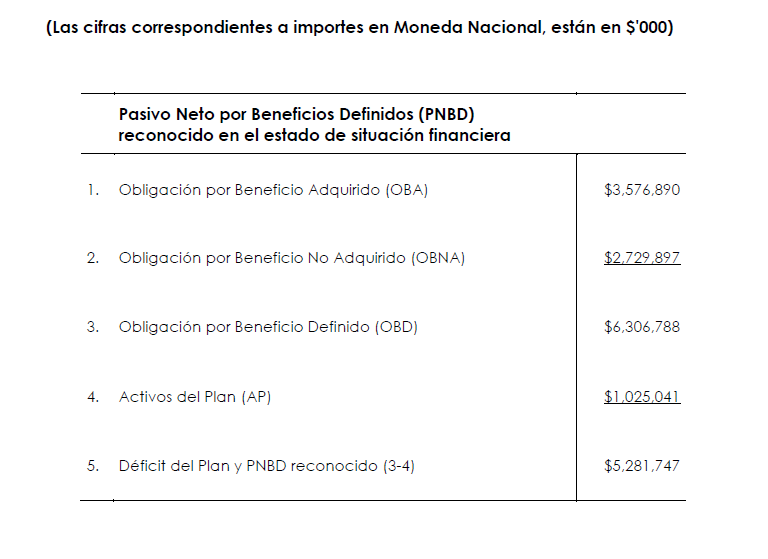 (Las cifras correspondientes a importes en Moneda Nacional, están en $'000)
Pasivo Neto por Beneficios Definidos (PNBD)
reconocido en el estado de situación financiera
1. Obligación por Beneficio Adquirido (OBA) $3,576,890
2. Obligación por Beneficio No Adquirido (OBNA) $2,729,897
3. Obligación por Beneficio Definido (OBD) $6,306,788
4. Activos del Plan (AP) $1,025,041
5. Déficit del Plan y PNBD reconocido (3-4) $5,281,747